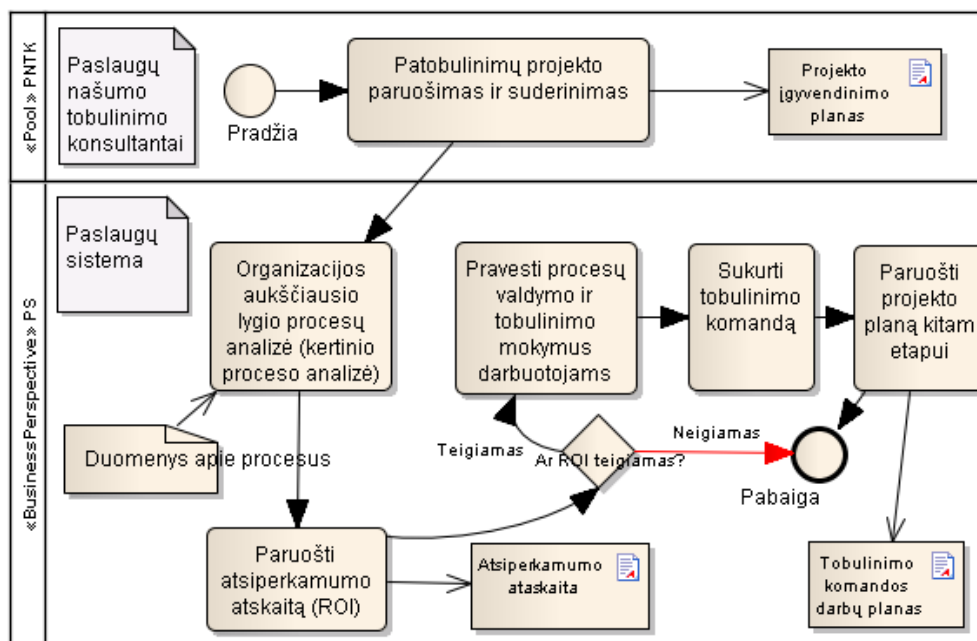 «Pool» PNTK
Paslaugų
našumo
tobulinimo
konsultantai
Pradžia
Patobulinimų projekto
paruošimas ir suderinimas
Projekto
įgyvendinimo
planas
«BusinessPerspective» PS
Paslaugų
sistema
Organizacijos
aukščiausio
lygio procesų
analizė (kertinio
proceso analizė)
Pravesti procesų
valdymo ir
tobulinimo
mokymus
darbuotojams
Sukurti
tobulinimo
komandą
Paruošti
projekto
planą kitam
etapui
Duomenys apie procesus
Teigiamas
Ar ROI teigiamas?
Neigiamas
Pabaiga
Paruošti
atsiperkamumo
atskaitą (ROI)
Atsiperkamumo
ataskaita
Tobulinimo
komandos
darbų planas